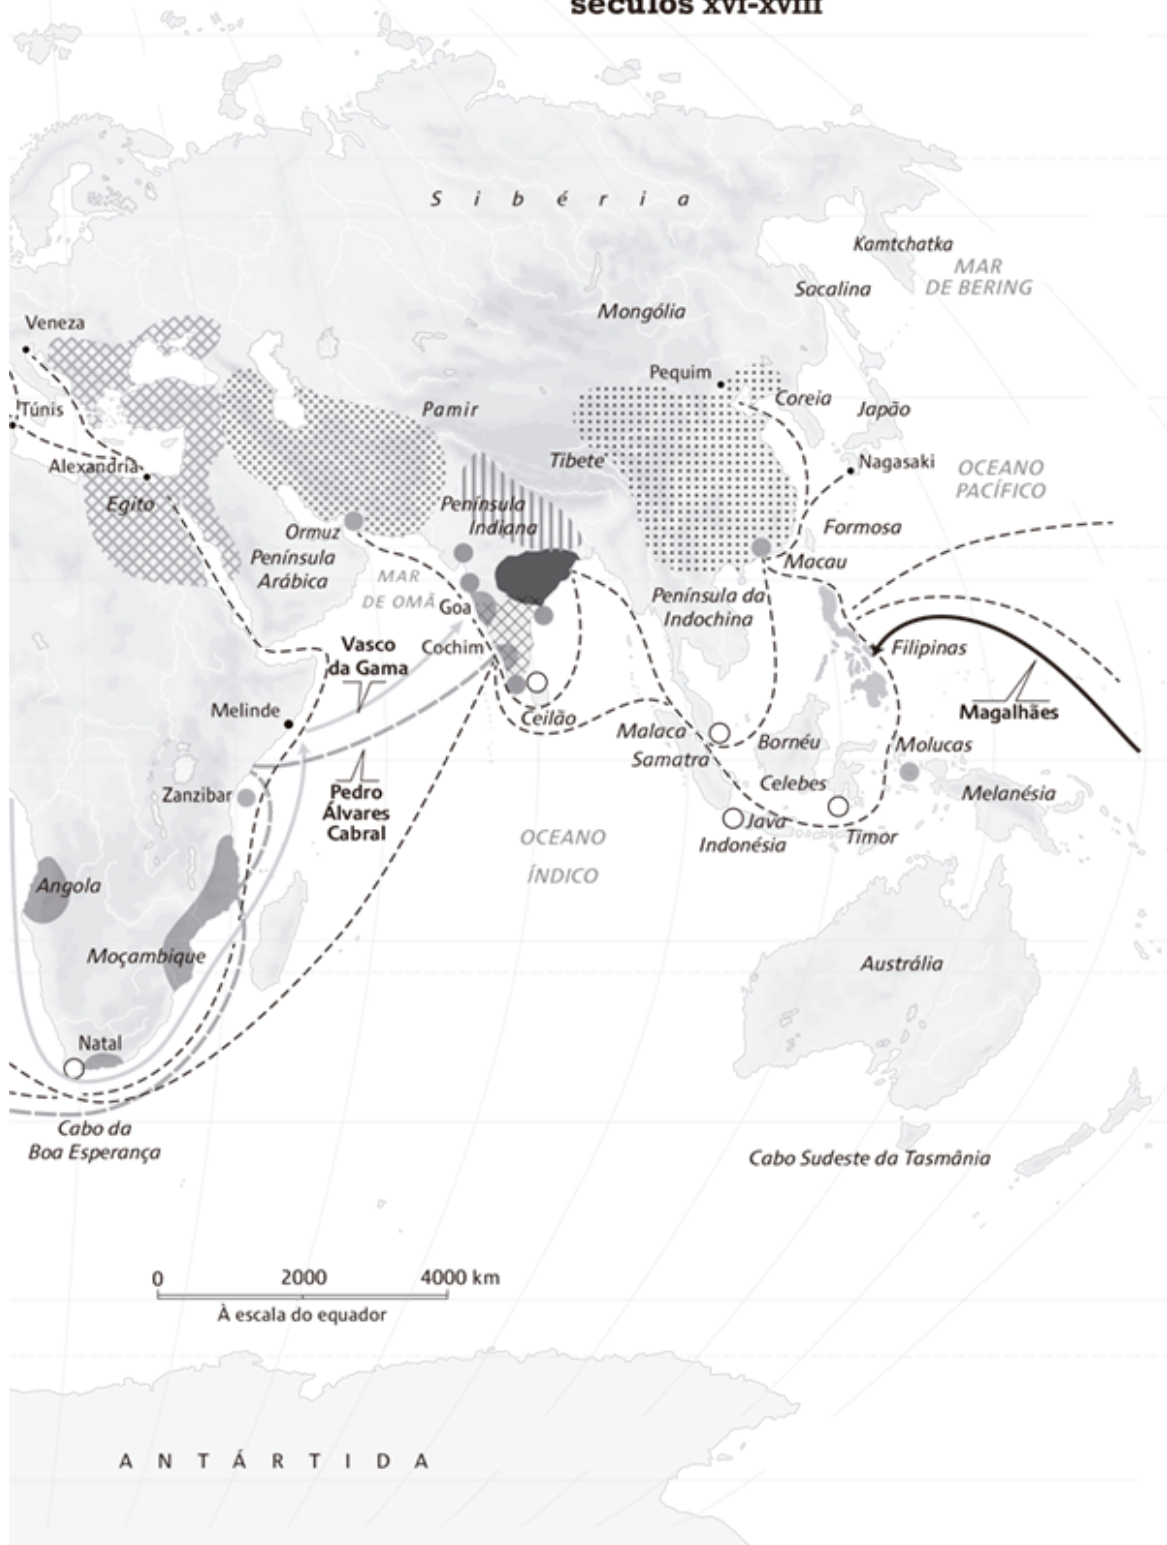 séculos XVI-XVIII
Sibéria
Kamtchatka
MAR
DE BERING
Sacalina
Mongólia
Veneza
Pequim
Coreia
Japão
Túnis
Pamir
Tibete
Nagasaki
OCEANO
PACÍFICO
Alexandria
Egito
Península
Indiana
Ormuz
Formosa
Península
Arábica
Macau
MAR
DE OMÃ
Goa
Península da
Indochina
Vasco
da Gama
Cochim
Filipinas
Melinde
Ceilão
Magalhães
Malaca
Bornéu
Molucas
Samatra
Celebes
Zanzibar
Pedro
Álvares
Cabral
Melanésia
OCEANO
ÍNDICO
Java
Indonésia
Timor
Angola
Moçambique
Austrália
Natal
Cabo da
Boa Esperança
Cabo Sudeste da Tasmânia
0 2000 4000 km
À escala do equador
ANTÁRTIDA